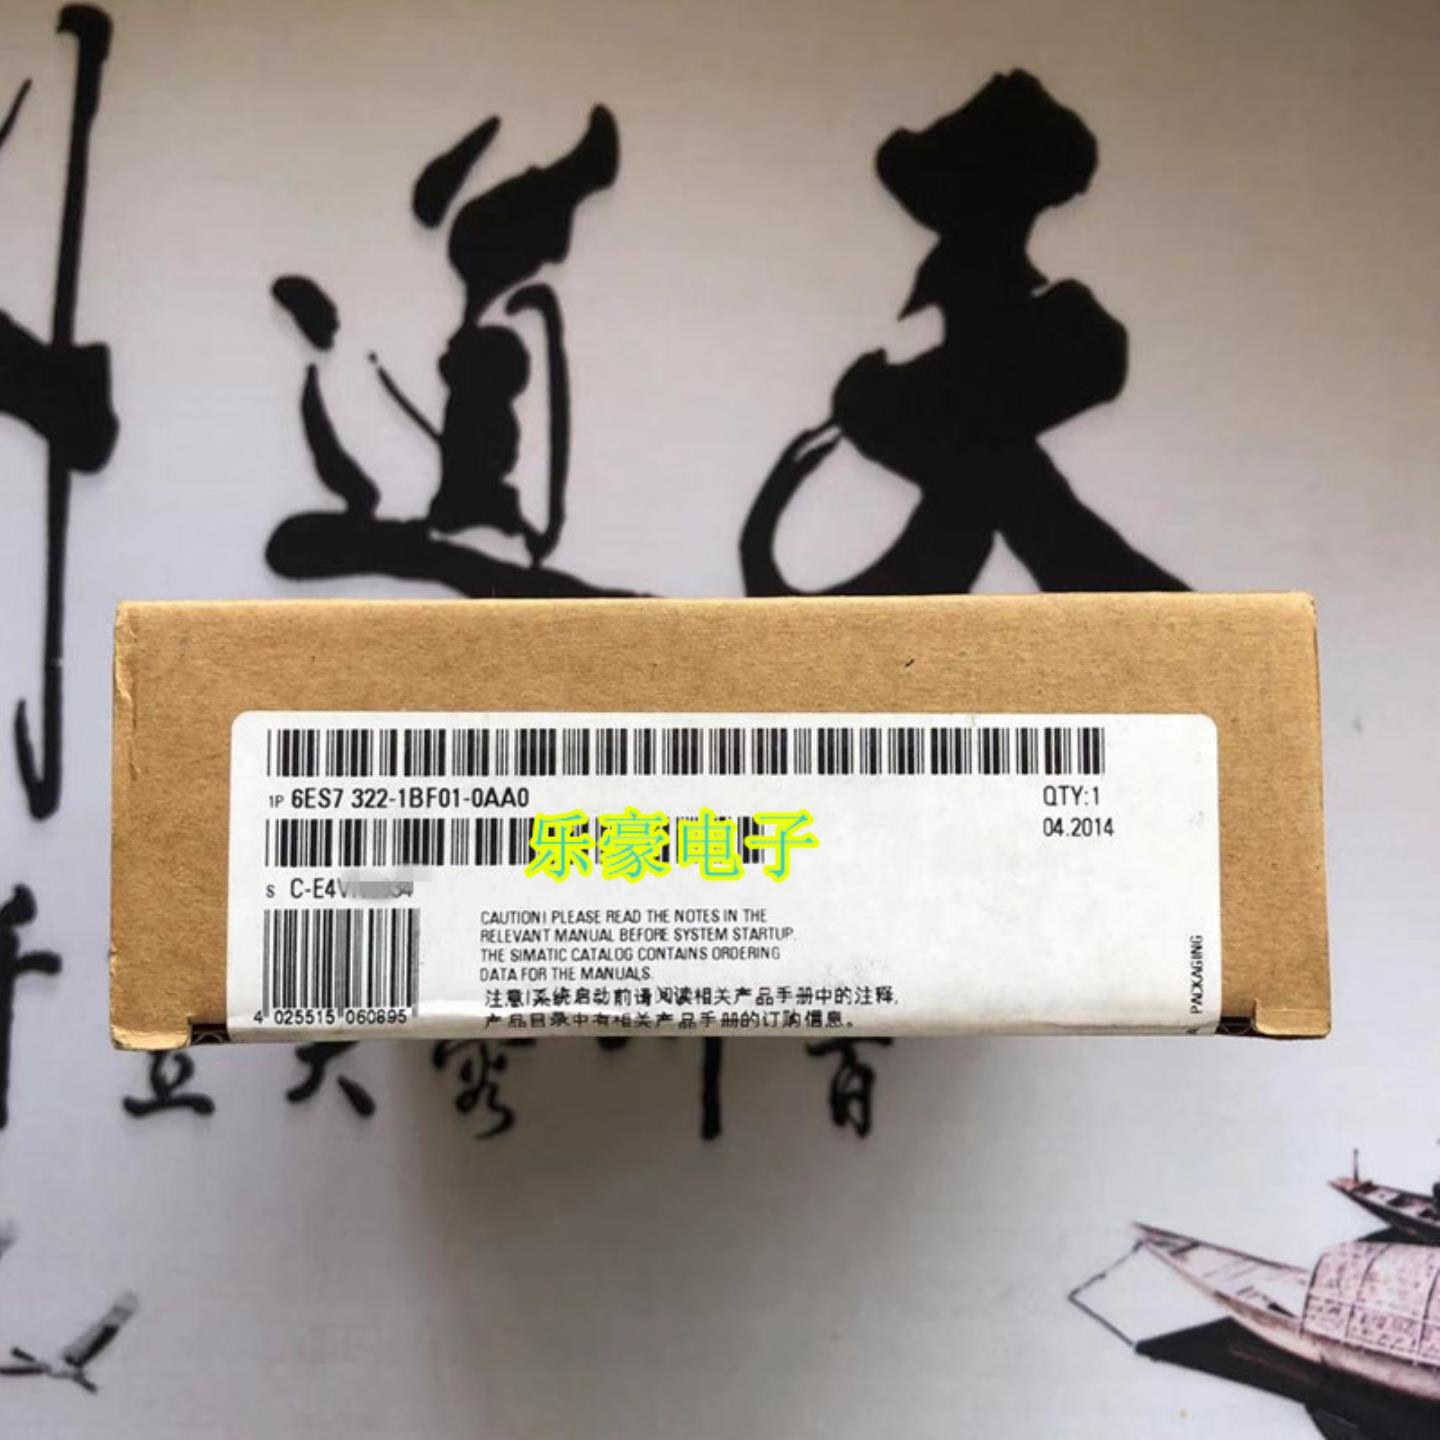 天道
1P 6ES7 322-1BF01-0AA0
QTY:1
04.2014
乐豪电子
S C-E4V
CAUTION! PLEASE READ THE NOTES IN THE
RELEVANT MANUAL BEFORE SYSTEM STARTUP.
THE SIMATIC CATALOG CONTAINS ORDERING
DATA FOR THE MANUALS.
注意!系统启动前请阅读相关产品手册中的注释,
产品目录中有相关产品手册的订购信息。
4 025515 060895
PACKAGING